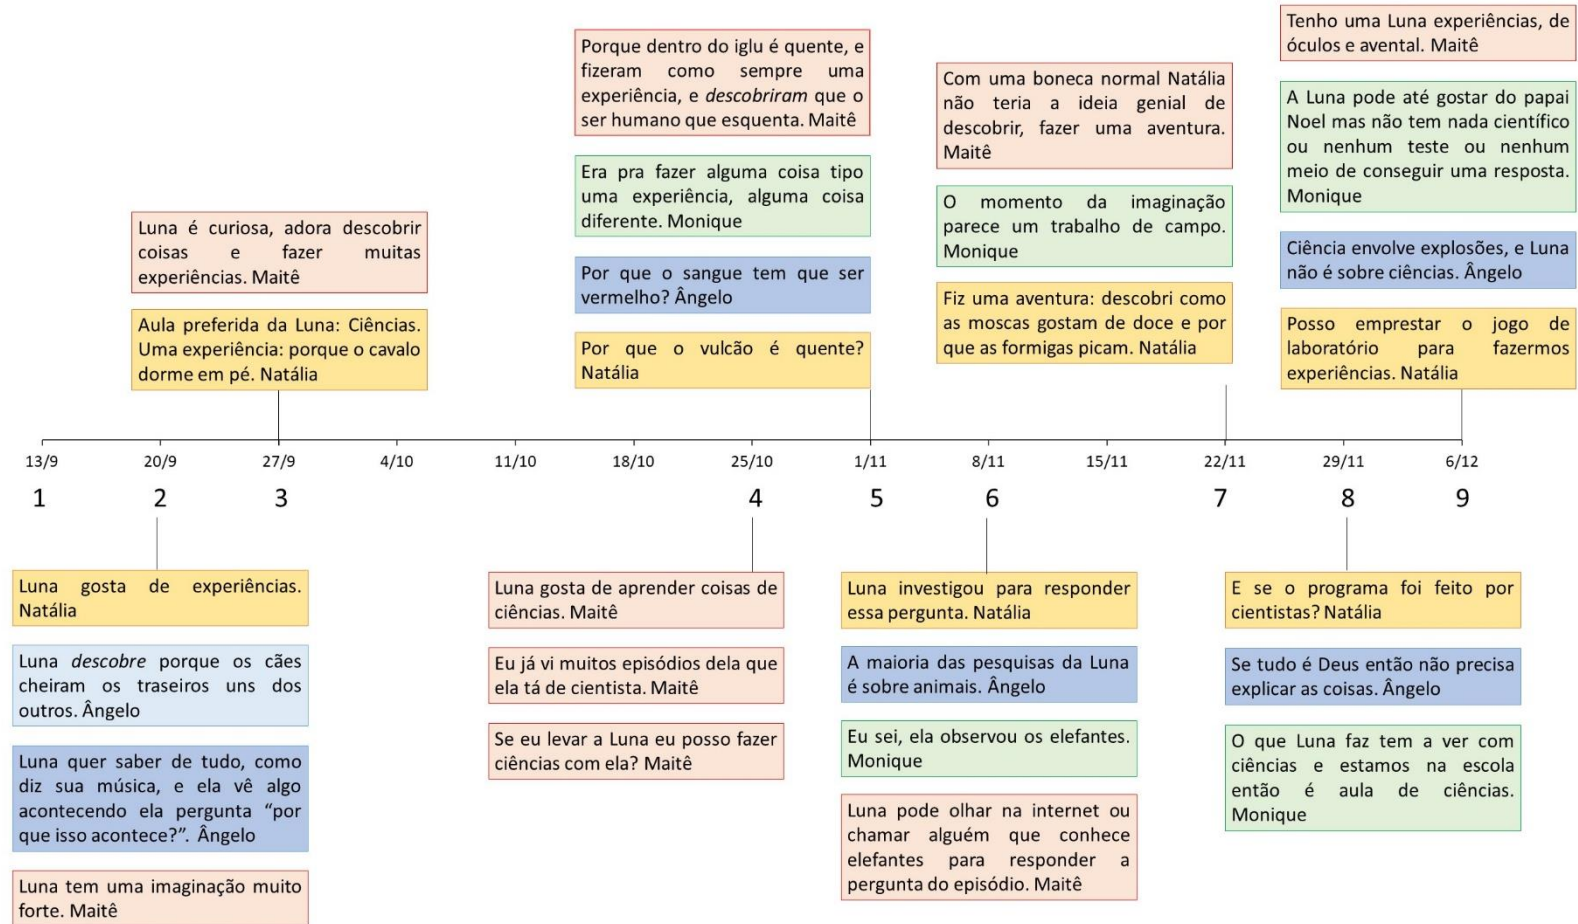 Porque dentro do iglu é quente, e
fizeram como sempre uma
experiência, e descobriram que o
ser humano que esquenta. Maitê
Era pra fazer alguma coisa tipo
uma experiência, alguma coisa
diferente. Monique
Por que o sangue tem que ser
vermelho? Ângelo
Por que o vulcão é quente?
Natália
Com uma boneca normal Natália
não teria a ideia genial de
descobrir, fazer uma aventura.
Maitê
O momento da imaginação
parece um trabalho de campo.
Monique
Fiz uma aventura: descobri como
as moscas gostam de doce e por
que as formigas picam. Natália
Tenho uma Luna experiências, de
óculos e avental. Maitê
A Luna pode até gostar do papai
Noel mas não tem nada científico
ou nenhum teste ou nenhum
meio de conseguir uma resposta.
Monique
Ciência envolve explosões, e Luna
não é sobre ciências. Ângelo
Posso emprestar o jogo de
laboratório para fazermos
experiências. Natália
Luna é curiosa, adora descobrir
coisas e fazer muitas
experiências. Maitê
Aula preferida da Luna: Ciências.
Uma experiência: porque o cavalo
dorme em pé. Natália
13/9 20/9 27/9 4/10 11/10 18/10 25/10 1/11 8/11 15/11 22/11 29/11 6/12
1 2 3 4 5 6 7 8 9
Luna gosta de experiências.
Natália
Luna descobre porque os cães
cheiram os traseiros uns dos
outros. Ângelo
Luna quer saber de tudo, como
diz sua música, e ela vê algo
acontecendo ela pergunta “por
que isso acontece?”. Ângelo
Luna tem uma imaginação muito
forte. Maitê
Luna gosta de aprender coisas de
ciências. Maitê
Eu já vi muitos episódios dela que
ela tá de cientista. Maitê
Se eu levar a Luna eu posso fazer
ciências com ela? Maitê
Luna investigou para responder
essa pergunta. Natália
A maioria das pesquisas da Luna
é sobre animais. Ângelo
Eu sei, ela observou os elefantes.
Monique
Luna pode olhar na internet ou
chamar alguém que conhece
elefantes para responder a
pergunta do episódio. Maitê
E se o programa foi feito por
cientistas? Natália
Se tudo é Deus então não precisa
explicar as coisas. Ângelo
O que Luna faz tem a ver com
ciências e estamos na escola
então é aula de ciências.
Monique